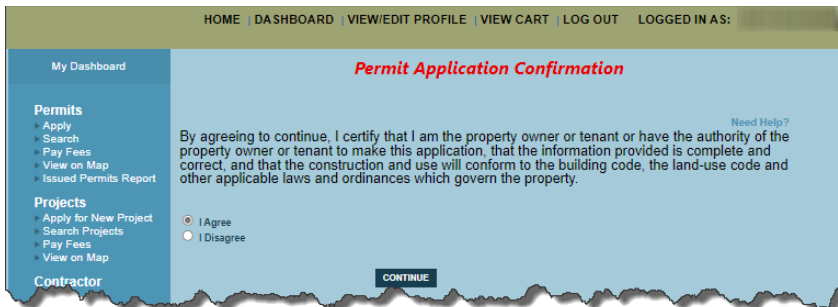 HOME | DASHBOARD | VIEW/EDIT PROFILE | VIEW CART | LOG OUT LOGGED IN AS:
My Dashboard
Permit Application Confirmation
Permits
Apply
Search
Pay Fees
View on Map
Issued Permits Report
Projects
Apply for New Project
Search Projects
Pay Fees
View on Map
Contractor
Need Help?
By agreeing to continue, I certify that I am the property owner or tenant or have the authority of the
property owner or tenant to make this application, that the information provided is complete and
correct, and that the construction and use will conform to the building code, the land-use code and
other applicable laws and ordinances which govern the property.
I Agree
I Disagree
CONTINUE